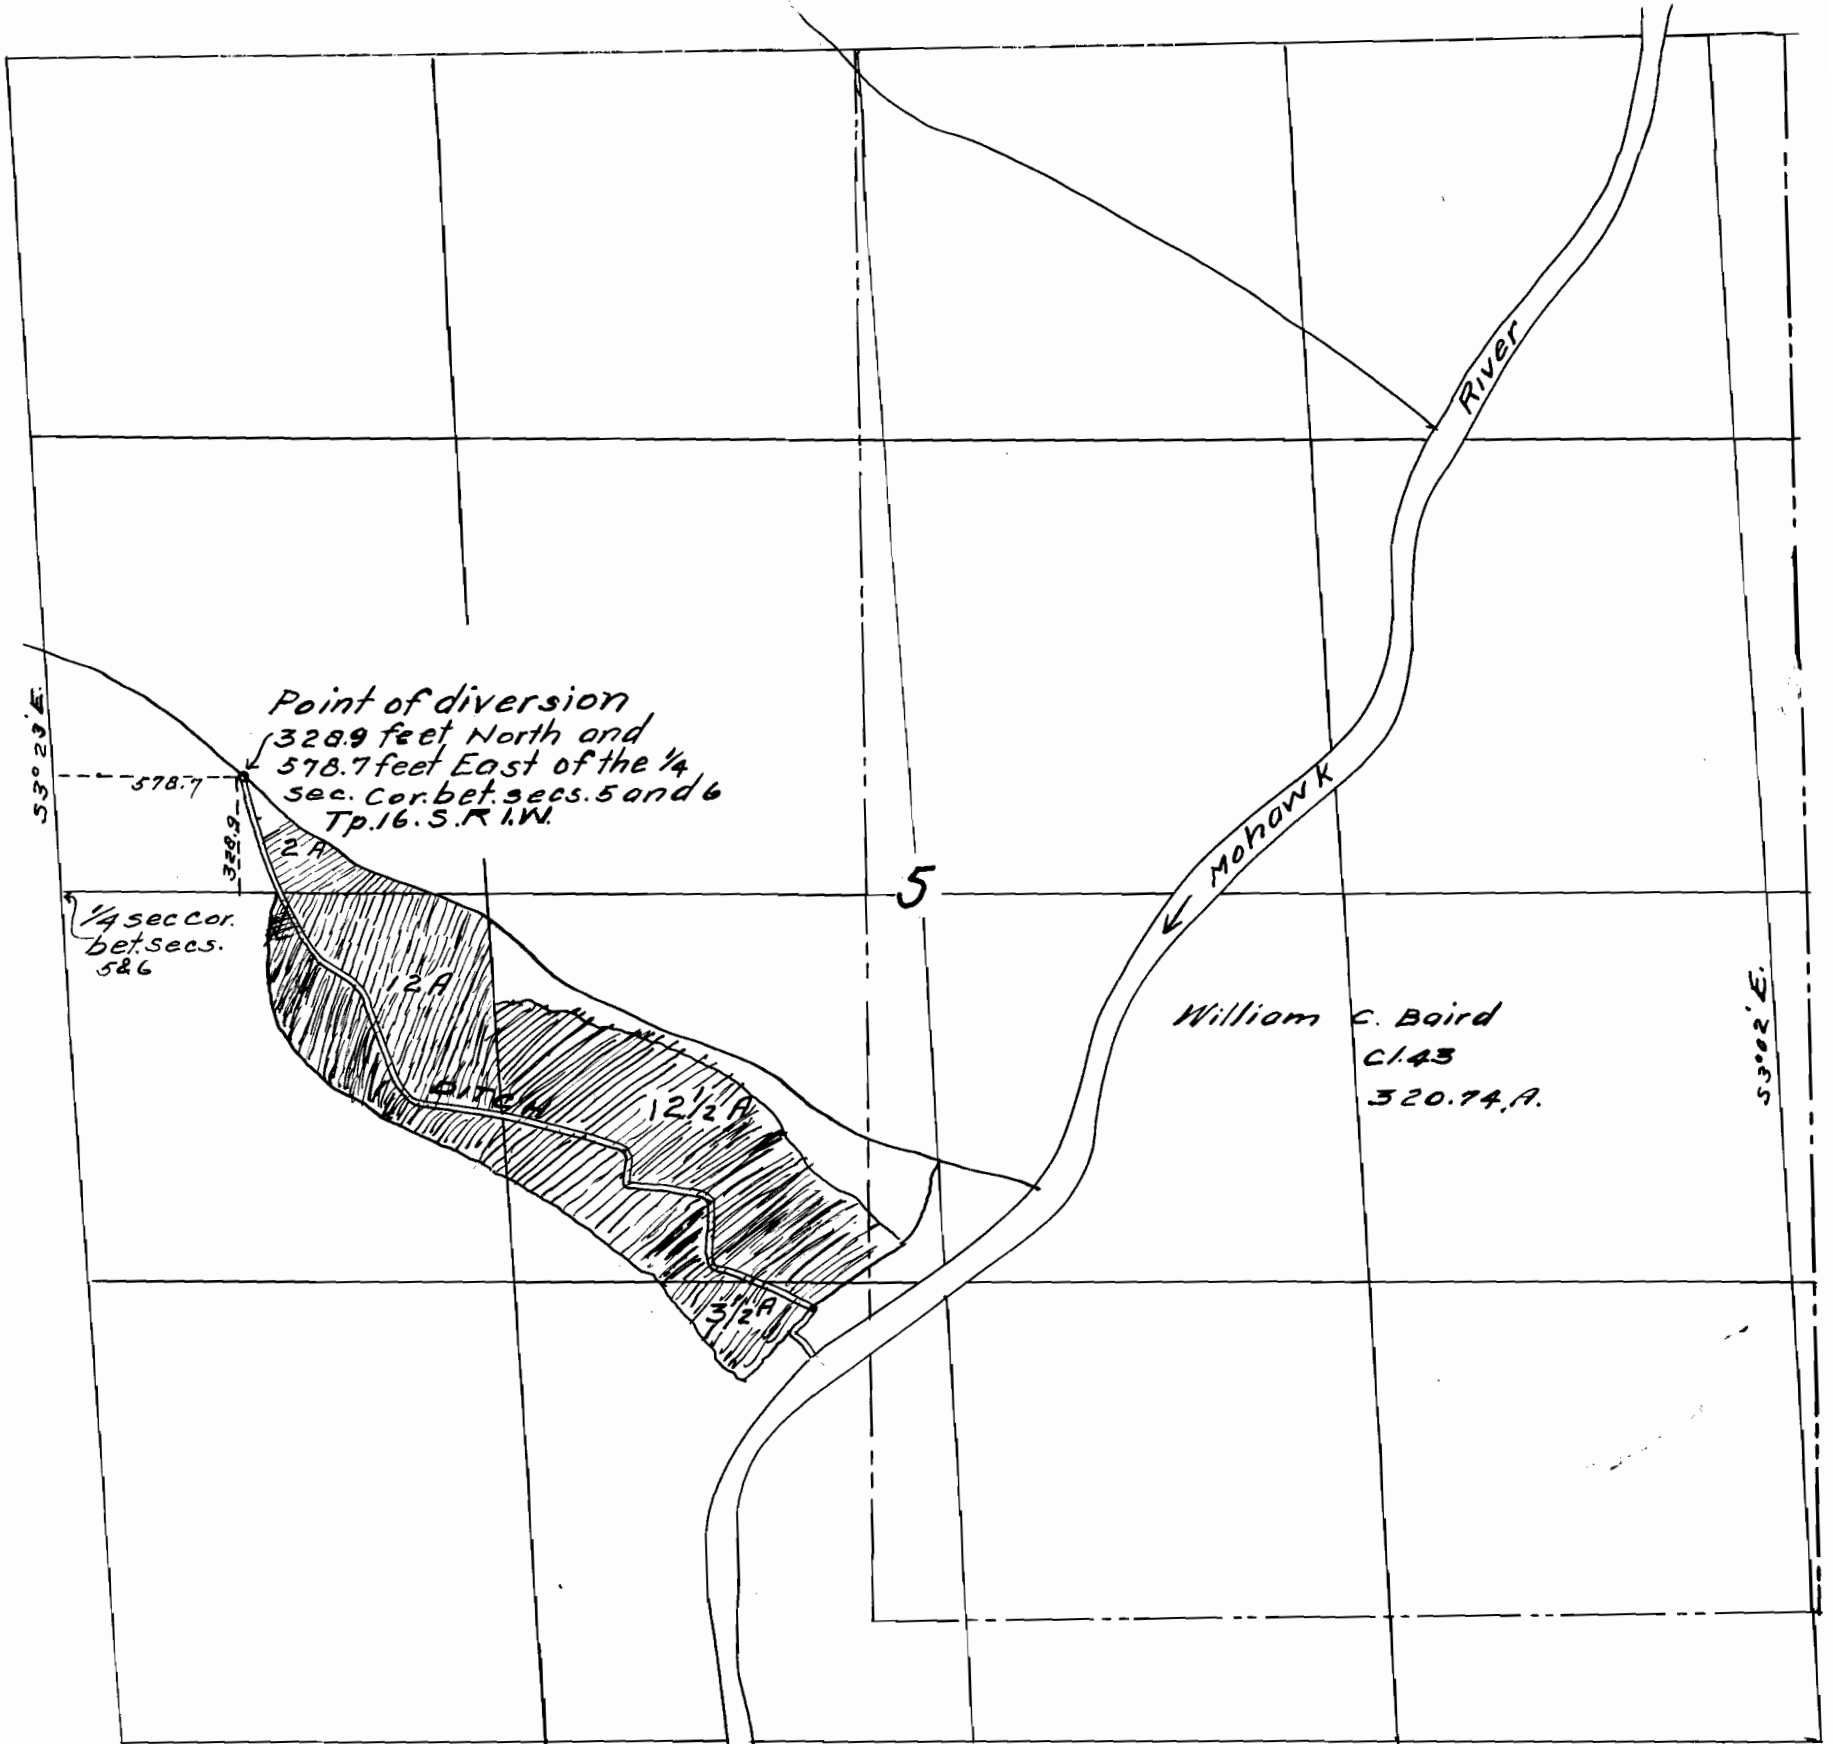 River
Point of diversion
328.9 feet North and
578.7 feet East of the 1/4
sec. Cor. bet. secs. 5 and 6
Tp. 16. S. R 1. W.
S3°23'E.
578.7
328.9
2 A
Mohawk
5
1/4 sec cor.
bet. secs.
5&6
12 A
William C. Baird
Cl. 43
320.74. A.
S3°02'E.
DITCH
12 1/2 A
3 1/2 A